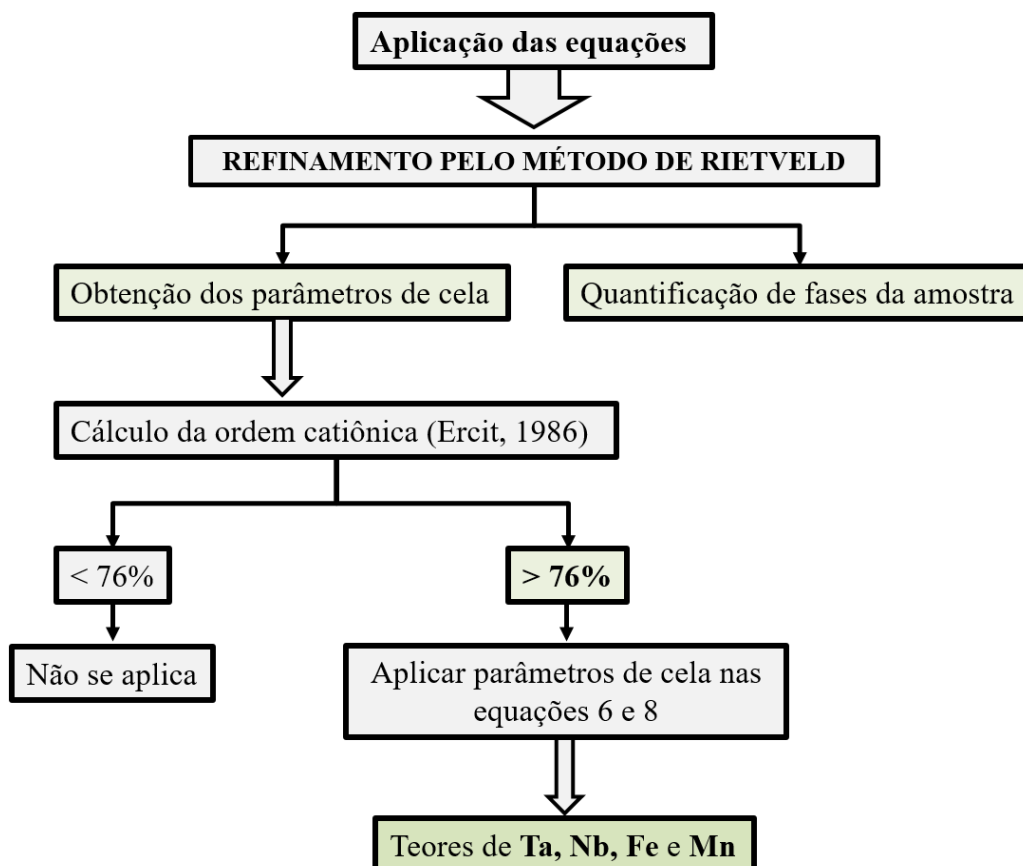 Aplicação das equações
REFINAMENTO PELO MÉTODO DE RIETVELD
Obtenção dos parâmetros de cela
Quantificação de fases da amostra
Cálculo da ordem catiônica (Ercit, 1986)
< 76%
> 76%
Não se aplica
Aplicar parâmetros de cela nas
equações 6 e 8
Teores de Ta, Nb, Fe e Mn